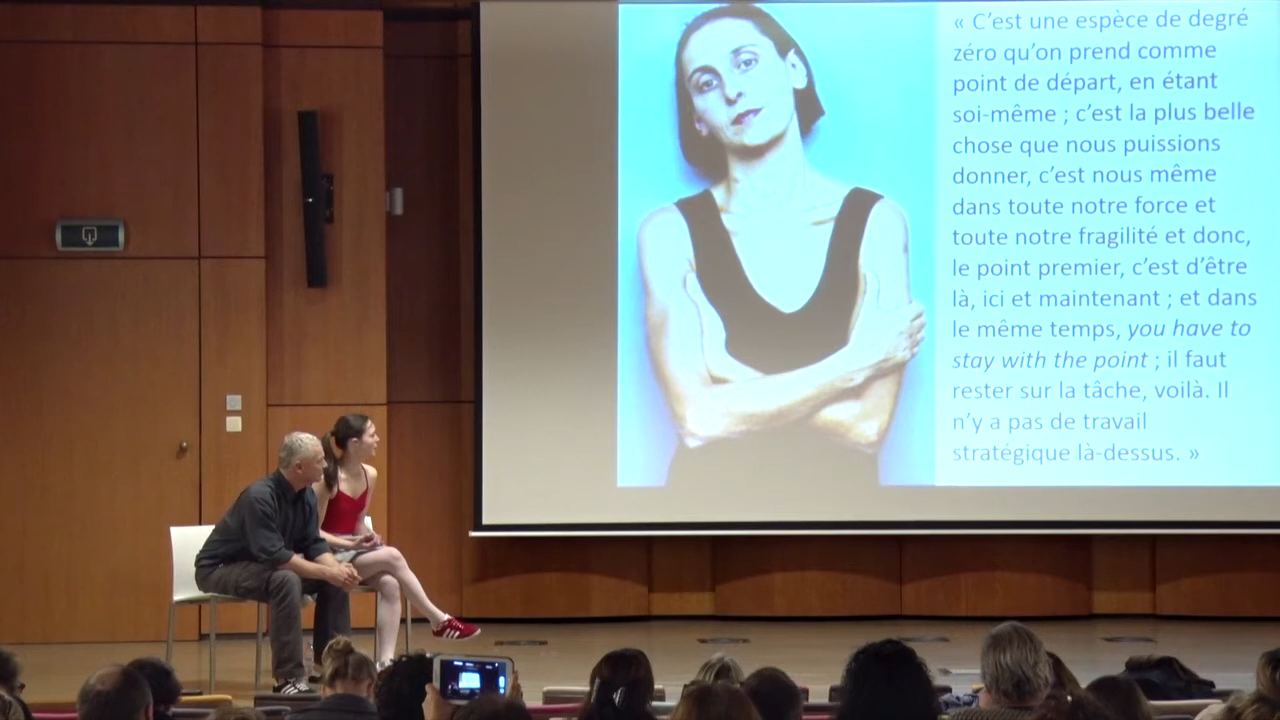 « C'est une espèce de degré
zéro qu'on prend comme
point de départ, en étant
soi-même ; c'est la plus belle
chose que nous puissions
donner, c'est nous même
dans toute notre force et
toute notre fragilité et donc,
le point premier, c'est d'être
là, ici et maintenant ; et dans
le même temps, you have to
stay with the point ; il faut
rester sur la tâche, voilà. Il
n'y a pas de travail
stratégique là-dessus. »